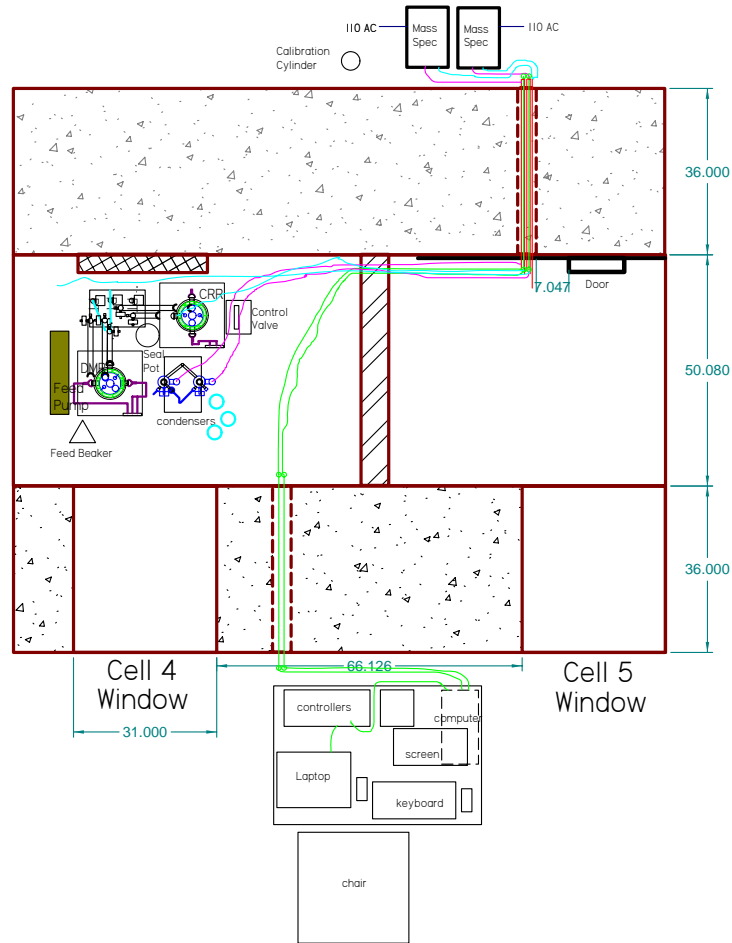 110 AC
Mass
Spec
Mass
Spec
110 AC
Calibration
Cylinder
36.000
7.047
Door
CRR
Control
Valve
Seal
Pot
Feed
Pump
condensers
Feed Beaker
50.080
36.000
66.126
Cell 4
Window
Cell 5
Window
31.000
controllers
computer
screen
Laptop
keyboard
chair